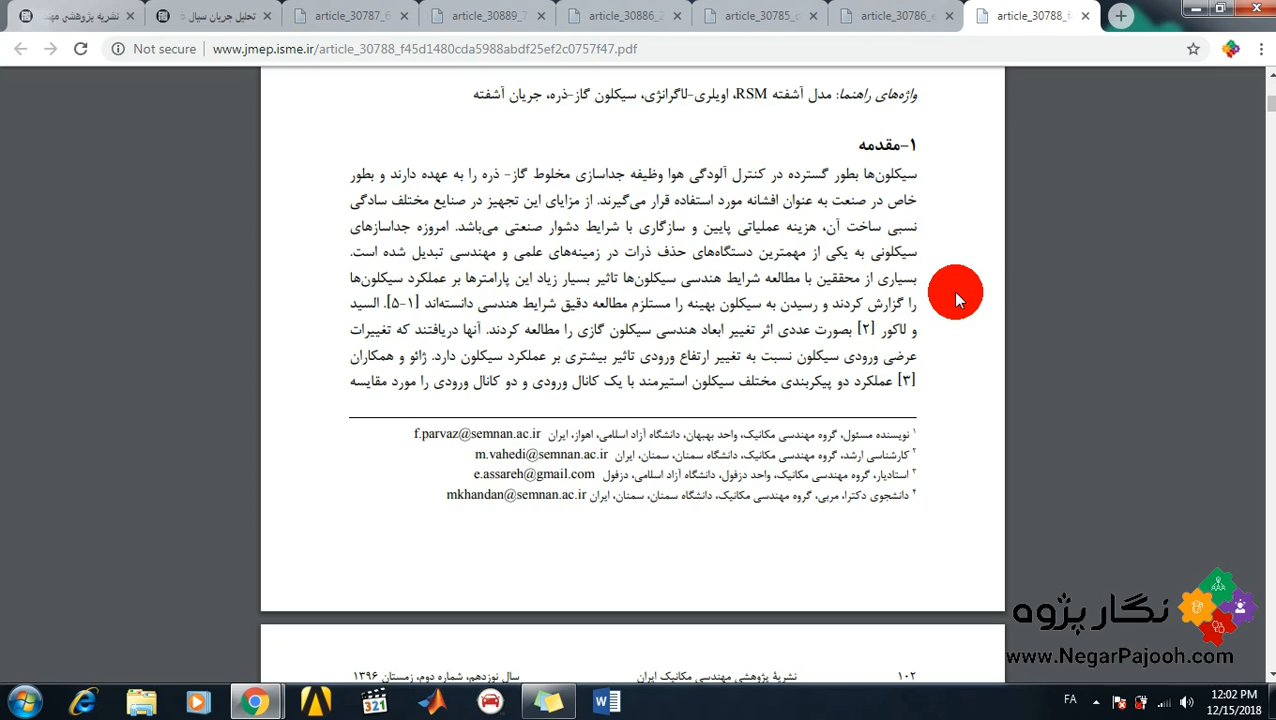 نشریه پژوهشی مهند
تحلیل جریان سیال
article_30787_6
article_30889_7
article_30886_2
article_30785_
article_30786_e
article_30788_f
Not secure
www.jmep.isme.ir/article_30788_f45d1480cda5988abdf25ef2c0757f47.pdf
واژه‌های راهنما: مدل آشفته RSM، اویلری-لاگرانژی، سیکلون گاز-ذره، جریان آشفته
۱-مقدمه
سیکلون‌ها بطور گسترده در کنترل آلودگی هوا وظیفه جداسازی مخلوط گاز- ذره را به عهده دارند و بطور
خاص در صنعت به عنوان افشانه مورد استفاده قرار می‌گیرند. از مزایای این تجهیز در صنایع مختلف سادگی
نسبی ساخت آن، هزینه عملیاتی پایین و سازگاری با شرایط دشوار صنعتی می‌باشد. امروزه جداسازهای
سیکلونی به یکی از مهمترین دستگاه‌های حذف ذرات در زمینه‌های علمی و مهندسی تبدیل شده است.
بسیاری از محققین با مطالعه شرایط هندسی سیکلون‌ها تاثیر بسیار زیاد این پارامترها بر عملکرد سیکلون‌ها
را گزارش کردند و رسیدن به سیکلون بهینه را مستلزم مطالعه دقیق شرایط هندسی دانسته‌اند [۱-۵]. السید
و لاکور [۲] بصورت عددی اثر تغییر ابعاد هندسی سیکلون گازی را مطالعه کردند. آنها دریافتند که تغییرات
عرضی ورودی سیکلون نسبت به تغییر ارتفاع ورودی تاثیر بیشتری بر عملکرد سیکلون دارد. ژائو و همکاران
[۳] عملکرد دو پیکربندی مختلف سیکلون استیرمند با یک کانال ورودی و دو کانال ورودی را مورد مقایسه
۱ نویسنده مسئول، گروه مهندسی مکانیک، واحد بهبهان، دانشگاه آزاد اسلامی، اهواز، ایران f.parvaz@semnan.ac.ir
۲ کارشناسی ارشد، گروه مهندسی مکانیک، دانشگاه سمنان، سمنان، ایران m.vahedi@semnan.ac.ir
۳ استادیار، گروه مهندسی مکانیک، واحد دزفول، دانشگاه آزاد اسلامی، دزفول e.assareh@gmail.com
۴ دانشجوی دکترا، مربی، گروه مهندسی مکانیک، دانشگاه سمنان، سمنان، ایران mkhandan@semnan.ac.ir
نگار پژوه
www.NegarPajooh.com
۱۰۲ نشریۀ پژوهشی مهندسی مکانیک ایران سال نوزدهم، شماره دوم، زمستان ۱۳۹۶
321
FA
12:02 PM
12/15/2018